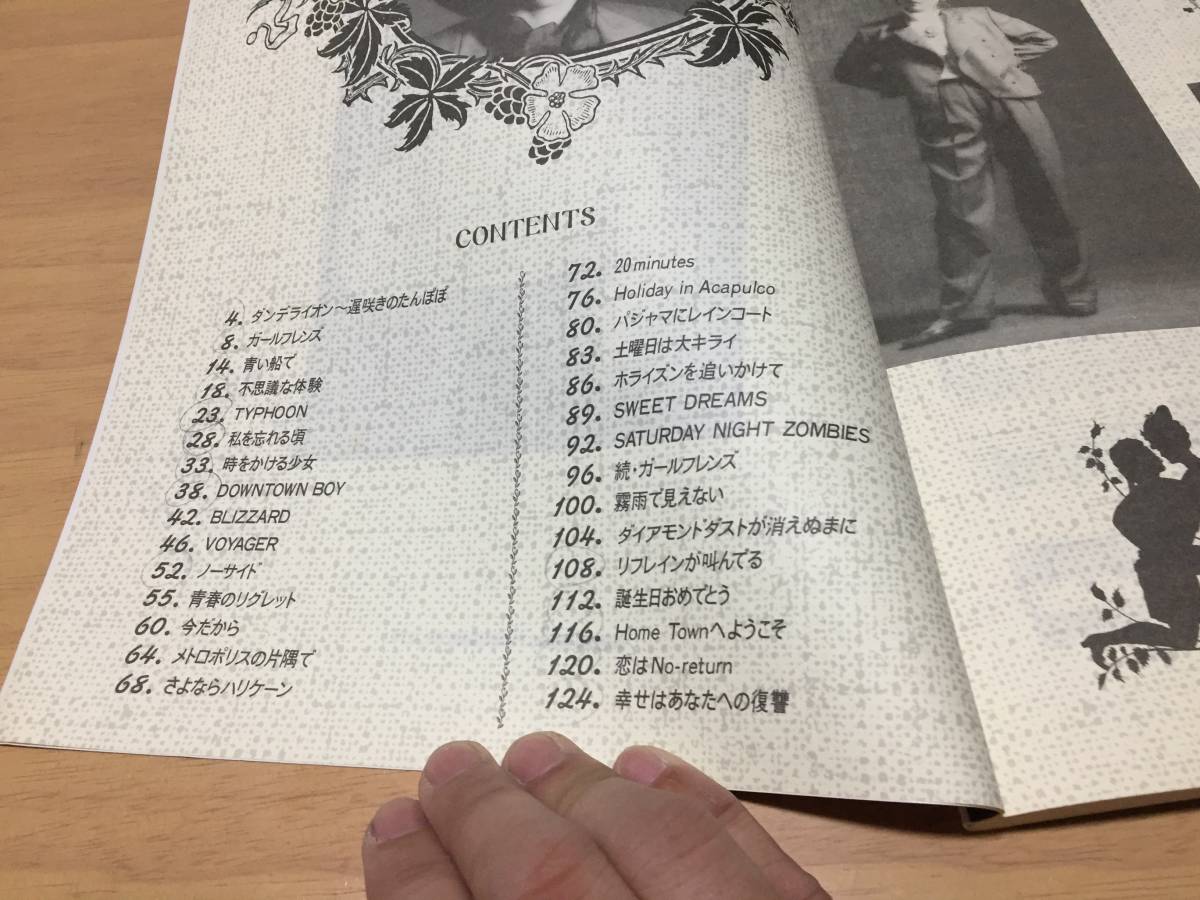 CONTENTS
4. ダンデライオン〜遅咲きのたんぽぽ
8. ガールフレンズ
14. 青い船で
18. 不思議な体験
23. TYPHOON
28. 私を忘れる頃
33. 時をかける少女
38. DOWNTOWN BOY
42. BLIZZARD
46. VOYAGER
52. ノーサイド
55. 青春のリグレット
60. 今だから
64. メトロポリスの片隅で
68. さよならハリケーン
72. 20 minutes
76. Holiday in Acapulco
80. パジャマにレインコート
83. 土曜日は大キライ
86. ホライズンを追いかけて
89. SWEET DREAMS
92. SATURDAY NIGHT ZOMBIES
96. 続・ガールフレンズ
100. 霧雨で見えない
104. ダイアモンドダストが消えぬまに
108. リフレインが叫んでる
112. 誕生日おめでとう
116. Home Townへようこそ
120. 恋はNo-return
124. 幸せはあなたへの復讐